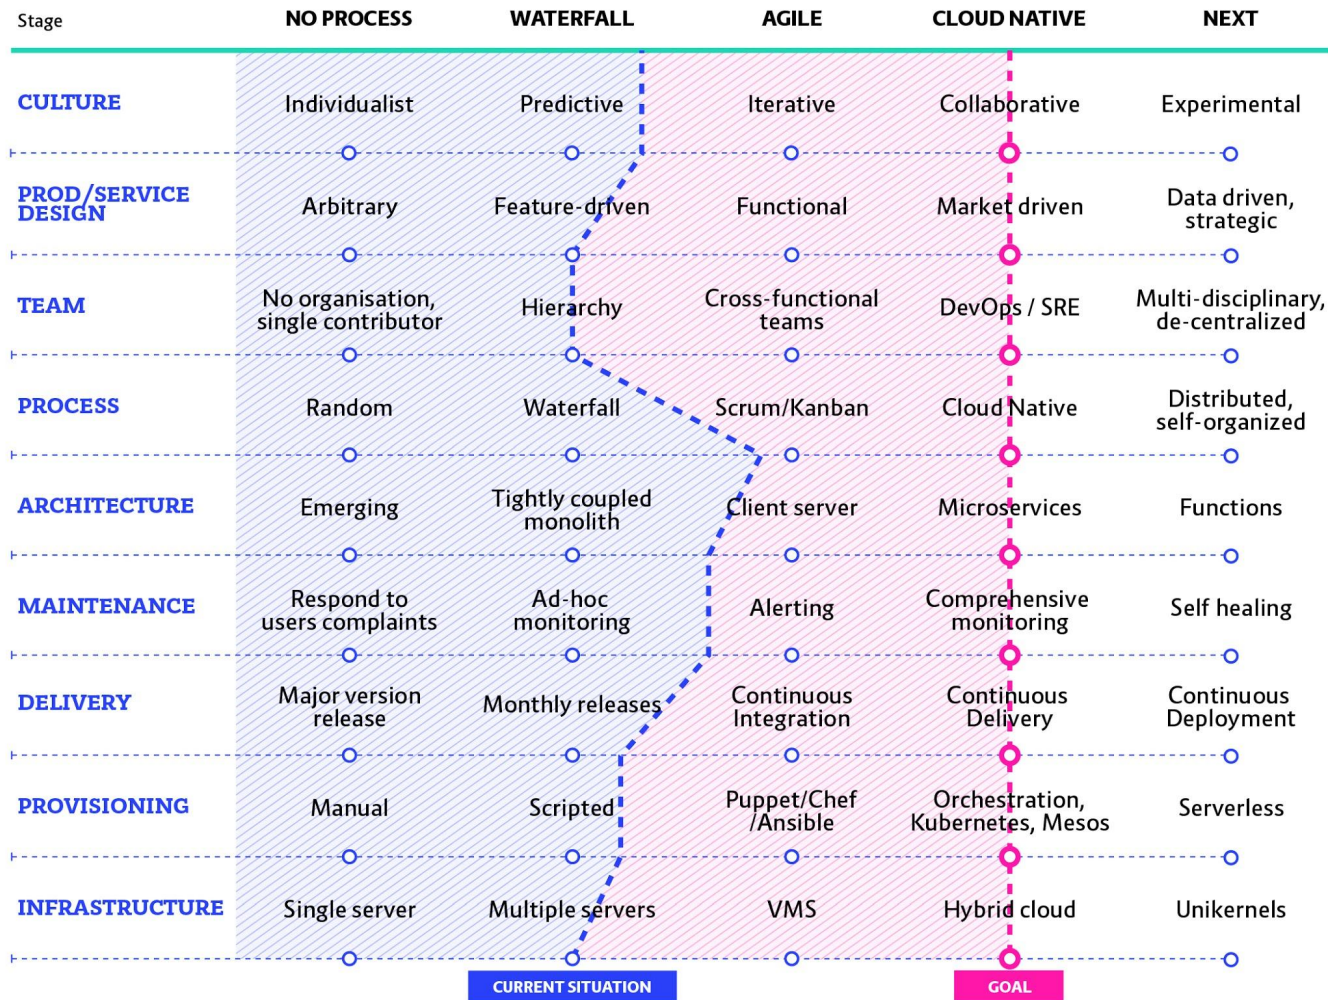 Stage NO PROCESS WATERFALL AGILE CLOUD NATIVE NEXT
CULTURE Individualist Predictive Iterative Collaborative Experimental
PROD/SERVICE
DESIGN
Arbitrary
Feature-driven
Functional
Market driven
Data driven,
strategic
TEAM
No organisation,
single contributor
Hierarchy
Cross-functional
teams
DevOps / SRE
Multi-disciplinary,
de-centralized
PROCESS
Random
Waterfall
Scrum/Kanban
Cloud Native
Distributed,
self-organized
ARCHITECTURE
Emerging
Tightly coupled
monolith
Client server
Microservices
Functions
MAINTENANCE
Respond to
users complaints
Ad-hoc
monitoring
Alerting
Comprehensive
monitoring
Self healing
DELIVERY
Major version
release
Monthly releases
Continuous
Integration
Continuous
Delivery
Continuous
Deployment
PROVISIONING
Manual
Scripted
Puppet/Chef
/Ansible
Orchestration,
Kubernetes, Mesos
Serverless
INFRASTRUCTURE
Single server
Multiple servers
VMS
Hybrid cloud
Unikernels
CURRENT SITUATION
GOAL